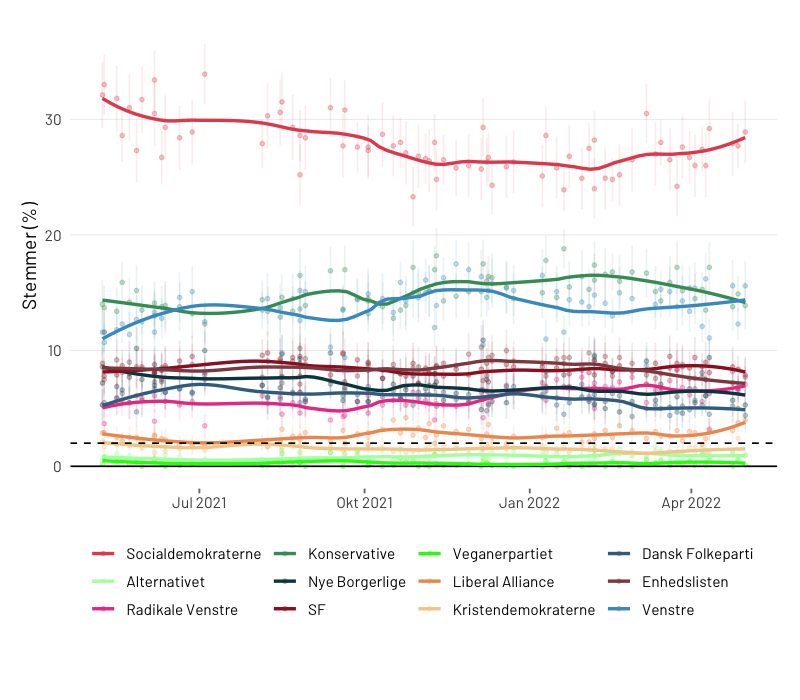 Stemmer(%)
30
20
10
0
Jul 2021
Okt 2021
Jan 2022
Apr 2022
Socialdemokraterne
Konservative
Veganerpartiet
Dansk Folkeparti
Alternativet
Nye Borgerlige
Liberal Alliance
Enhedslisten
Radikale Venstre
SF
Kristendemokraterne
Venstre